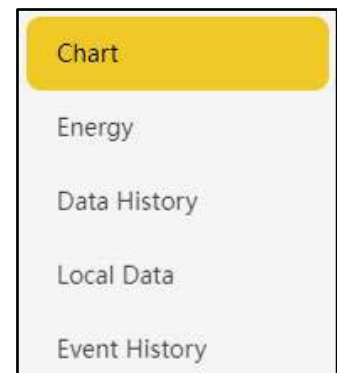 Chart
Energy
Data History
Local Data
Event History